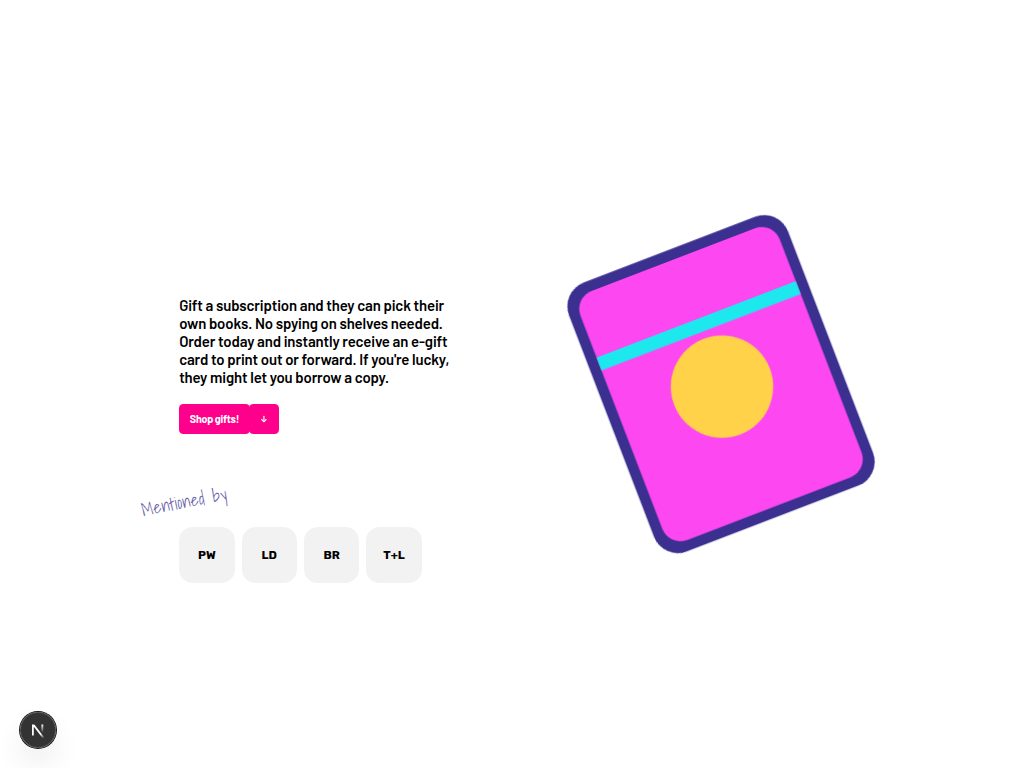 Gift a subscription and they can pick their
own books. No spying on shelves needed.
Order today and instantly receive an e-gift
card to print out or forward. If you're lucky,
they might let you borrow a copy.
Shop gifts! ↓
Mentioned by
PW LD BR T+L
N